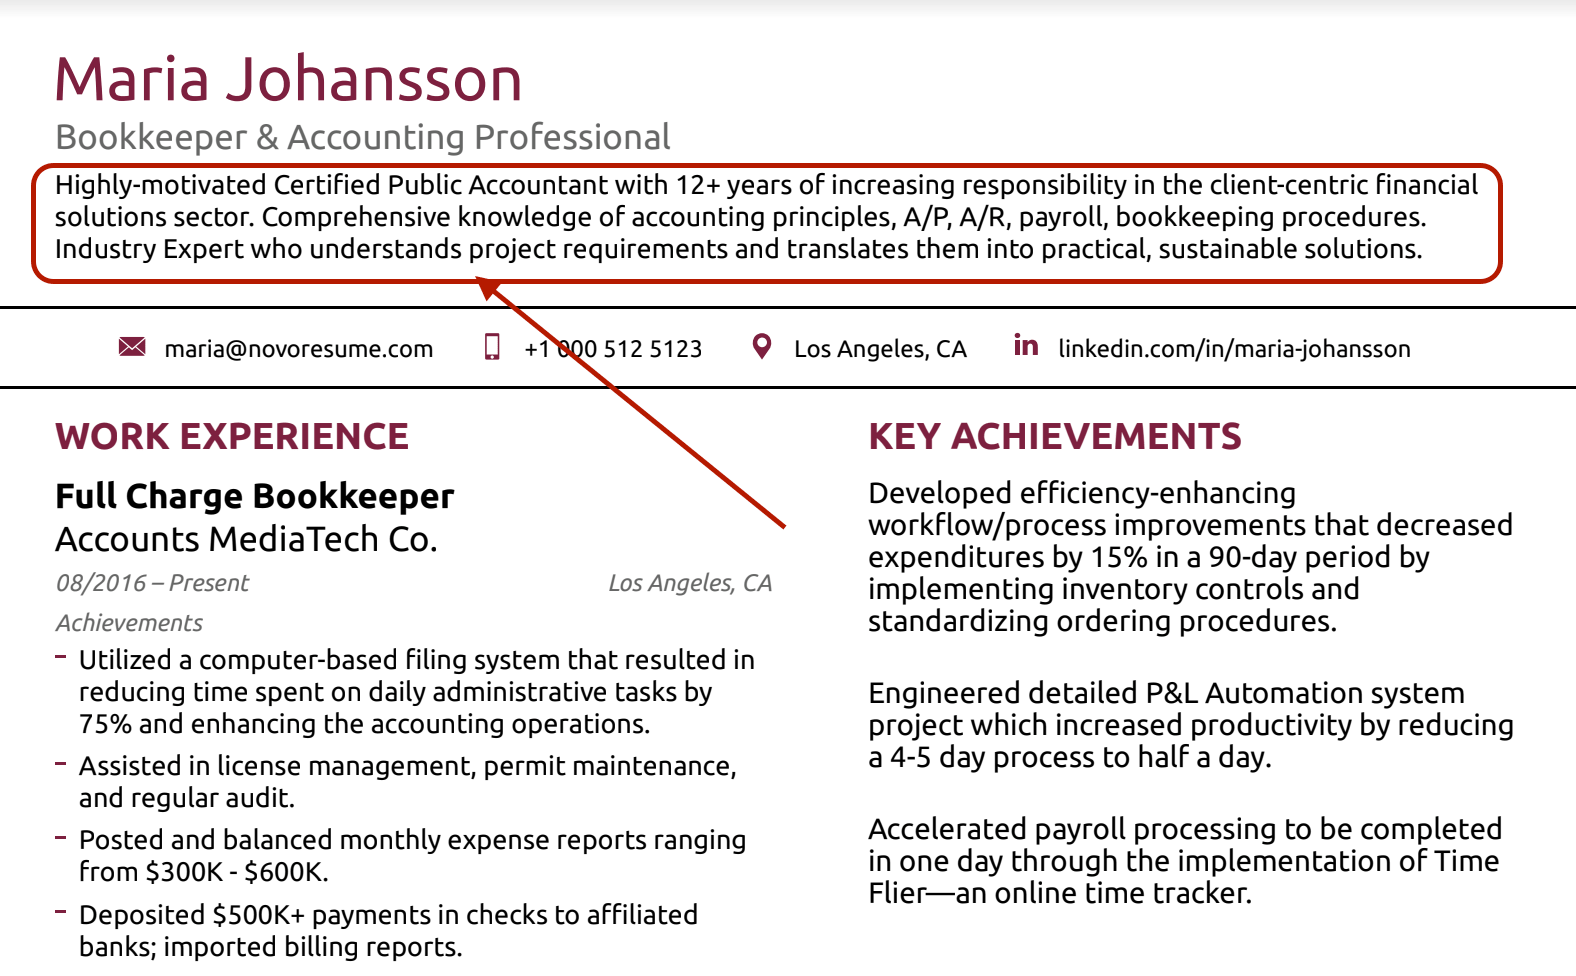 Maria Johansson
Bookkeeper & Accounting Professional
Highly-motivated Certified Public Accountant with 12+ years of increasing responsibility in the client-centric financial
solutions sector. Comprehensive knowledge of accounting principles, A/P, A/R, payroll, bookkeeping procedures.
Industry Expert who understands project requirements and translates them into practical, sustainable solutions.
maria@novoresume.com +1 000 512 5123 Los Angeles, CA linkedin.com/in/maria-johansson
WORK EXPERIENCE
Full Charge Bookkeeper
Accounts MediaTech Co.
08/2016 – Present Los Angeles, CA
Achievements
– Utilized a computer-based filing system that resulted in
reducing time spent on daily administrative tasks by
75% and enhancing the accounting operations.
– Assisted in license management, permit maintenance,
and regular audit.
– Posted and balanced monthly expense reports ranging
from $300K - $600K.
– Deposited $500K+ payments in checks to affiliated
banks; imported billing reports.
KEY ACHIEVEMENTS
Developed efficiency-enhancing
workflow/process improvements that decreased
expenditures by 15% in a 90-day period by
implementing inventory controls and
standardizing ordering procedures.
Engineered detailed P&L Automation system
project which increased productivity by reducing
a 4-5 day process to half a day.
Accelerated payroll processing to be completed
in one day through the implementation of Time
Flier—an online time tracker.